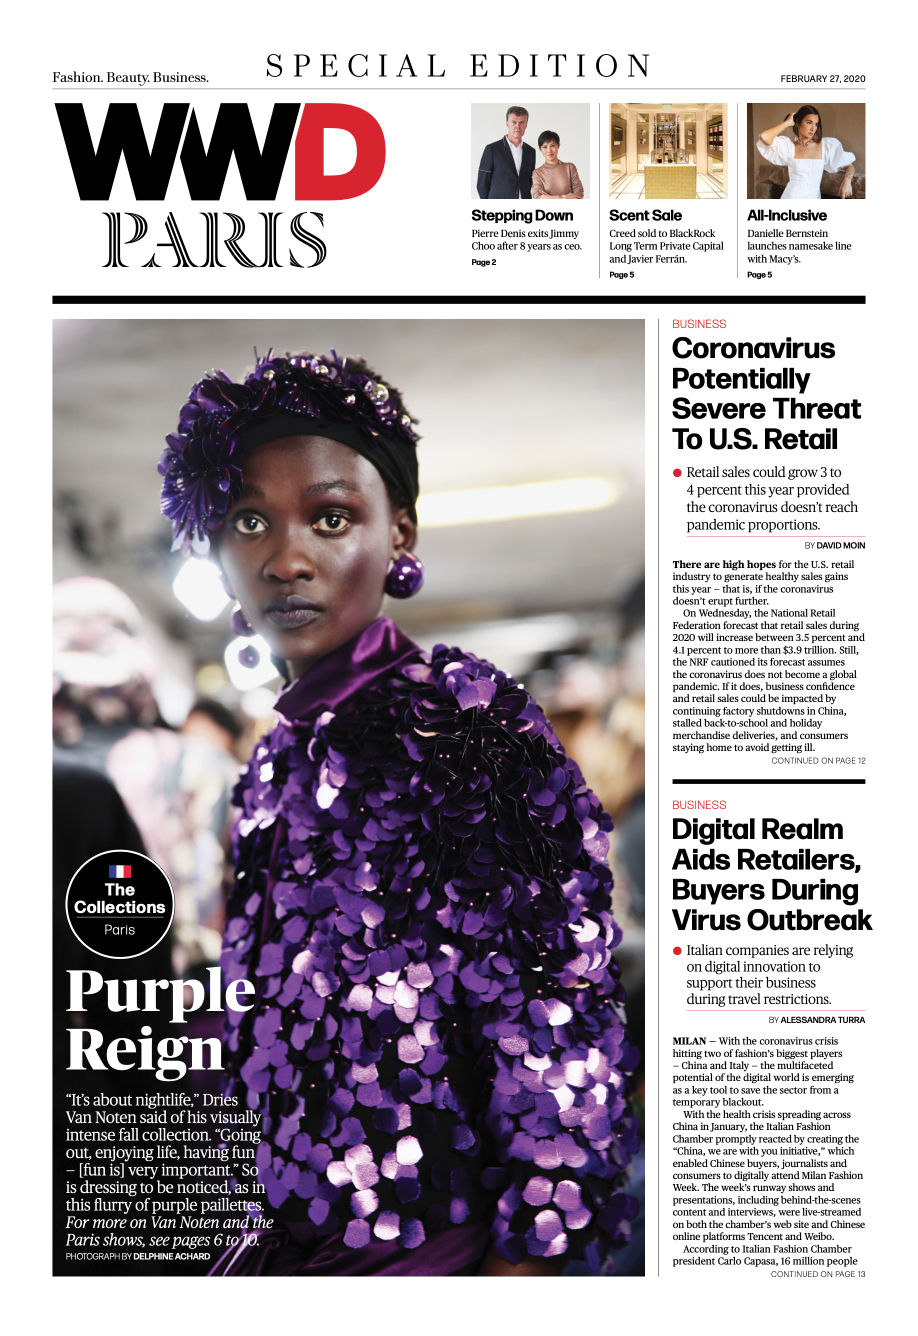 SPECIAL EDITION
Fashion. Beauty. Business.
FEBRUARY 27, 2020
WWD
PARIS
Stepping Down
Pierre Denis exits Jimmy
Choo after 8 years as ceo.
Page 2
Scent Sale
Creed sold to BlackRock
Long Term Private Capital
and Javier Ferrán.
Page 5
All-Inclusive
Danielle Bernstein
launches namesake line
with Macy's.
Page 5
The
Collections
Paris
Purple
Reign
“It's about nightlife,” Dries
Van Noten said of his visually
intense fall collection. “Going
out, enjoying life, having fun
– [fun is] very important.” So
is dressing to be noticed, as in
this flurry of purple paillettes.
For more on Van Noten and the
Paris shows, see pages 6 to 10.
PHOTOGRAPH BY DELPHINE ACHARD
BUSINESS
Coronavirus
Potentially
Severe Threat
To U.S. Retail
● Retail sales could grow 3 to
4 percent this year provided
the coronavirus doesn't reach
pandemic proportions.
BY DAVID MOIN
There are high hopes for the U.S. retail
industry to generate healthy sales gains
this year – that is, if the coronavirus
doesn't erupt further.
On Wednesday, the National Retail
Federation forecast that retail sales during
2020 will increase between 3.5 percent and
4.1 percent to more than $3.9 trillion. Still,
the NRF cautioned its forecast assumes
the coronavirus does not become a global
pandemic. If it does, business confidence
and retail sales could be impacted by
continuing factory shutdowns in China,
stalled back-to-school and holiday
merchandise deliveries, and consumers
staying home to avoid getting ill.
CONTINUED ON PAGE 12
BUSINESS
Digital Realm
Aids Retailers,
Buyers During
Virus Outbreak
● Italian companies are relying
on digital innovation to
support their business
during travel restrictions.
BY ALESSANDRA TURRA
MILAN – With the coronavirus crisis
hitting two of fashion's biggest players
– China and Italy – the multifaceted
potential of the digital world is emerging
as a key tool to save the sector from a
temporary blackout.
With the health crisis spreading across
China in January, the Italian Fashion
Chamber promptly reacted by creating the
“China, we are with you initiative,” which
enabled Chinese buyers, journalists and
consumers to digitally attend Milan Fashion
Week. The week's runway shows and
presentations, including behind-the-scenes
content and interviews, were live-streamed
on both the chamber's web site and Chinese
online platforms Tencent and Weibo.
According to Italian Fashion Chamber
president Carlo Capasa, 16 million people
CONTINUED ON PAGE 13